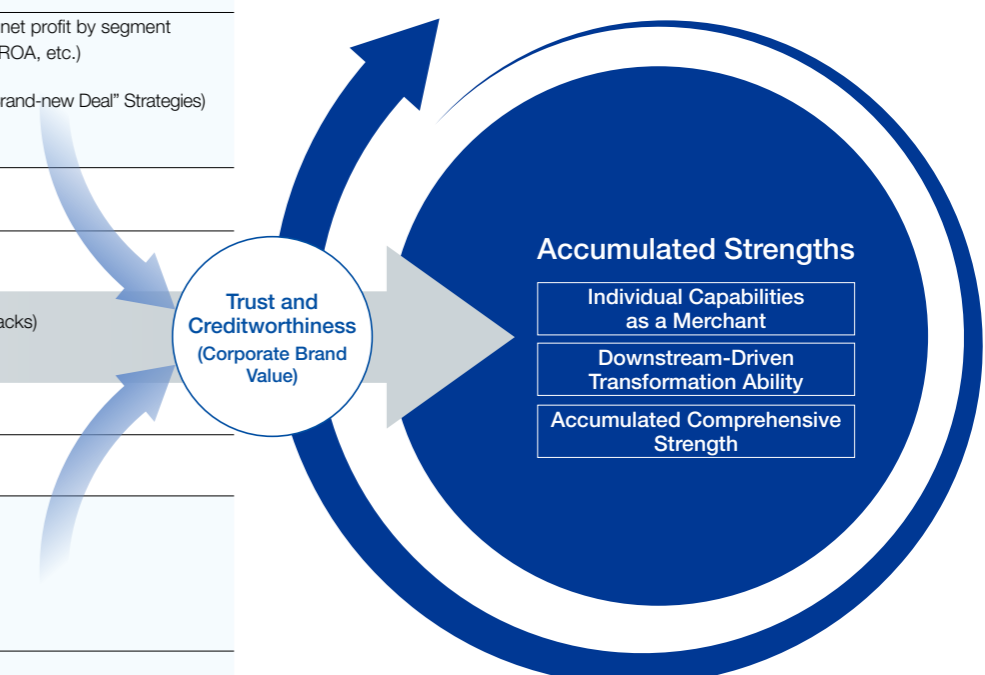 net profit by segment
ROA, etc.)
rand-new Deal” Strategies)
acks)
Trust and
Creditworthiness
(Corporate Brand
Value)
Accumulated Strengths
Individual Capabilities
as a Merchant
Downstream-Driven
Transformation Ability
Accumulated Comprehensive
Strength